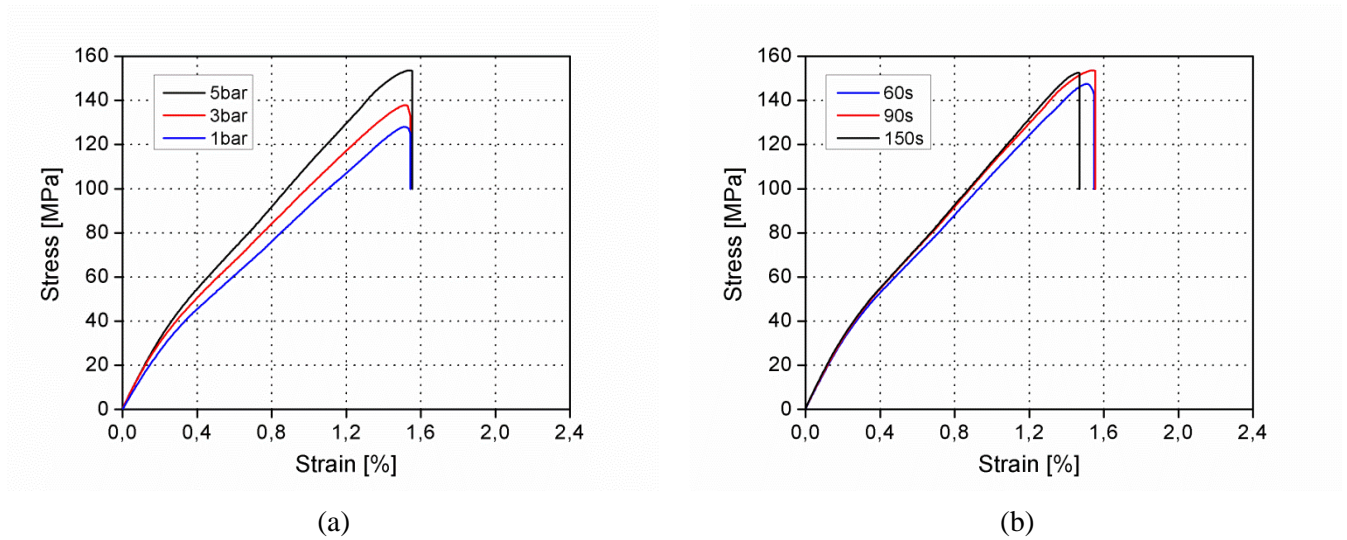 160
140
120
100
80
60
40
20
0
Stress [MPa]
5bar
3bar
1bar
0,0 0,4 0,8 1,2 1,6 2,0 2,4
Strain [%]
(a)
160
140
120
100
80
60
40
20
0
Stress [MPa]
60s
90s
150s
0,0 0,4 0,8 1,2 1,6 2,0 2,4
Strain [%]
(b)